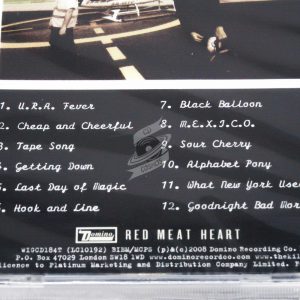 1. U.R.A. Fever
2. Cheap and Cheerful
3. Tape Song
4. Getting Down
5. Last Day of Magic
6. Hook and Line
7. Black Balloon
8. M.E.X.I.C.O.
9. Sour Cherry
10. Alphabet Pony
11. What New York Use
12. Goodnight Bad Mor
Domino RED MEAT HEART
WIGCD184T (LC10192) BIEM/MCPS (p)&(c)2008 Domino Recording Co.
P.O. Box 47029 London SW18 1WD www.dominorecordco.com
licence to Platinum Marketing and Distribution Company Limited.